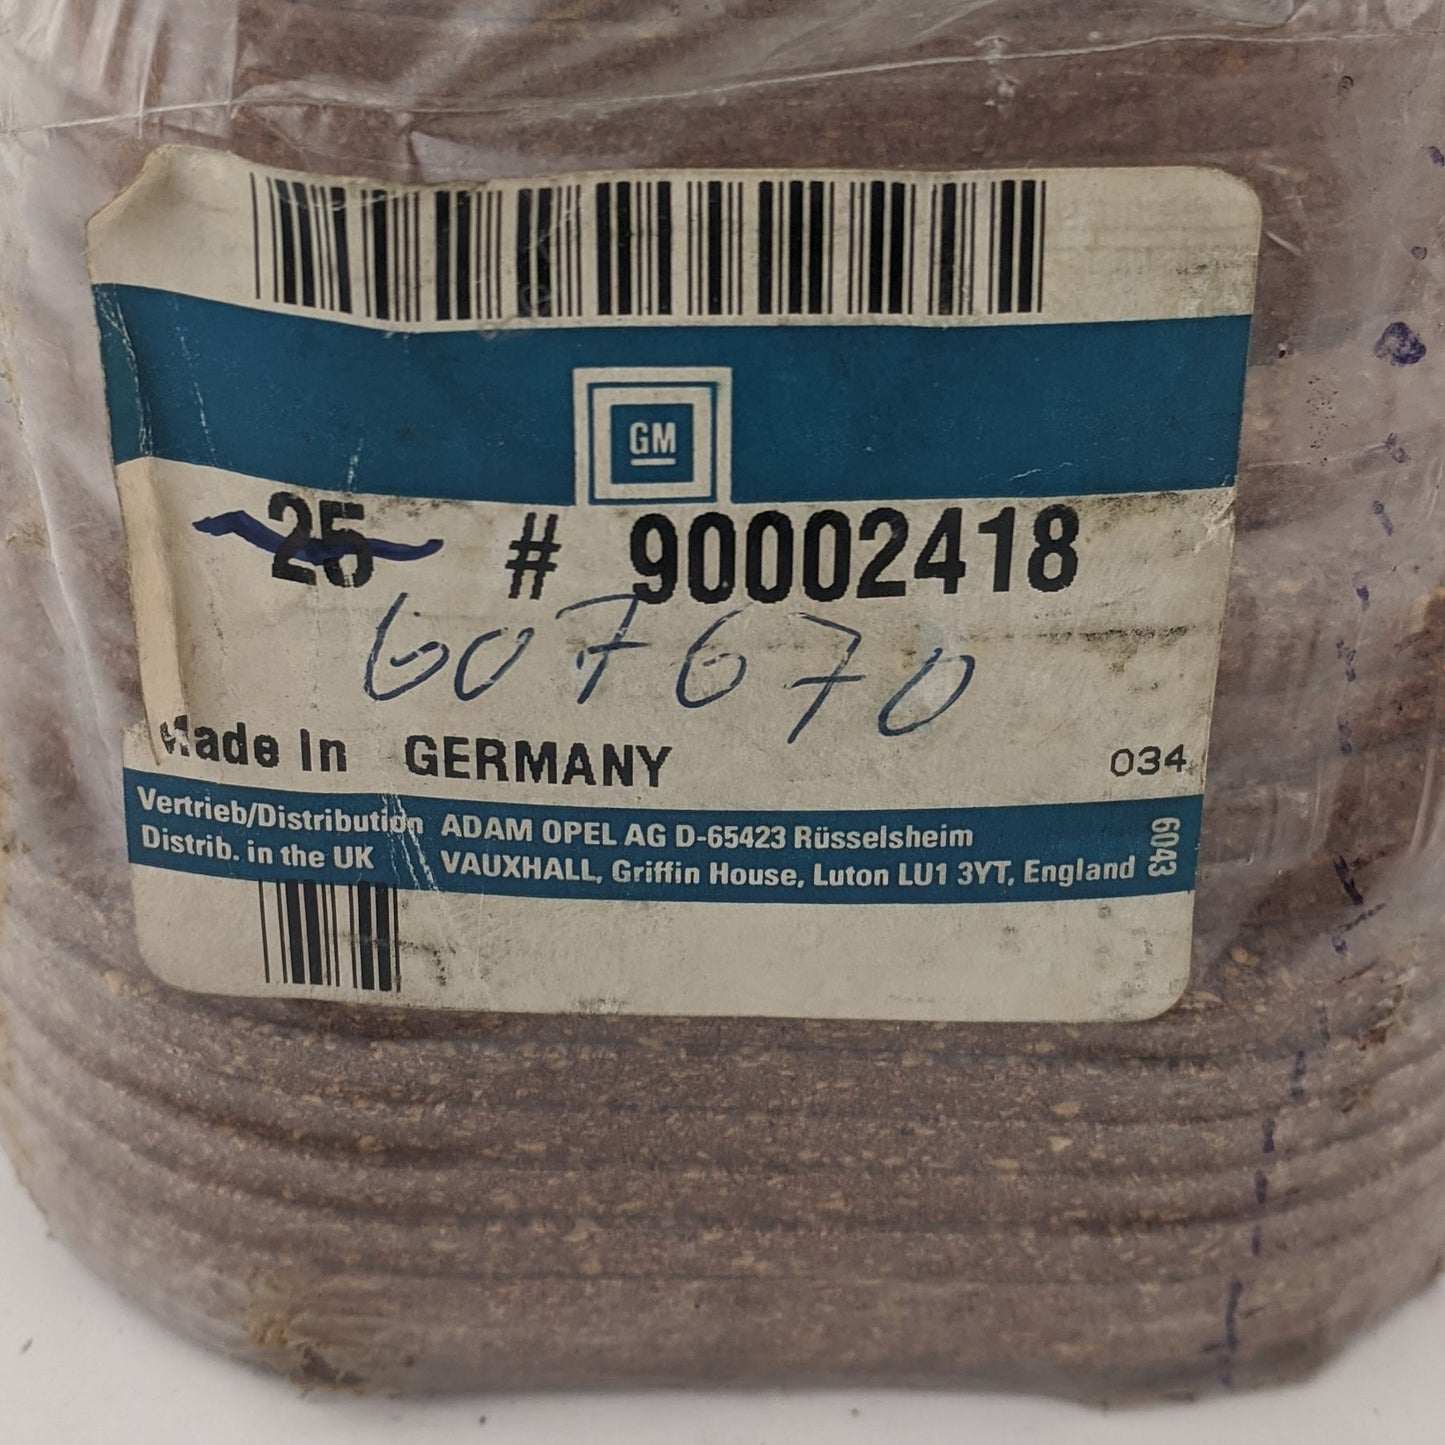 GM
25 # 90002418
607670
Made In GERMANY
034
Vertrieb/Distribution ADAM OPEL AG D-65423 Rüsselsheim
Distrib. in the UK VAUXHALL, Griffin House, Luton LU1 3YT, England
6043